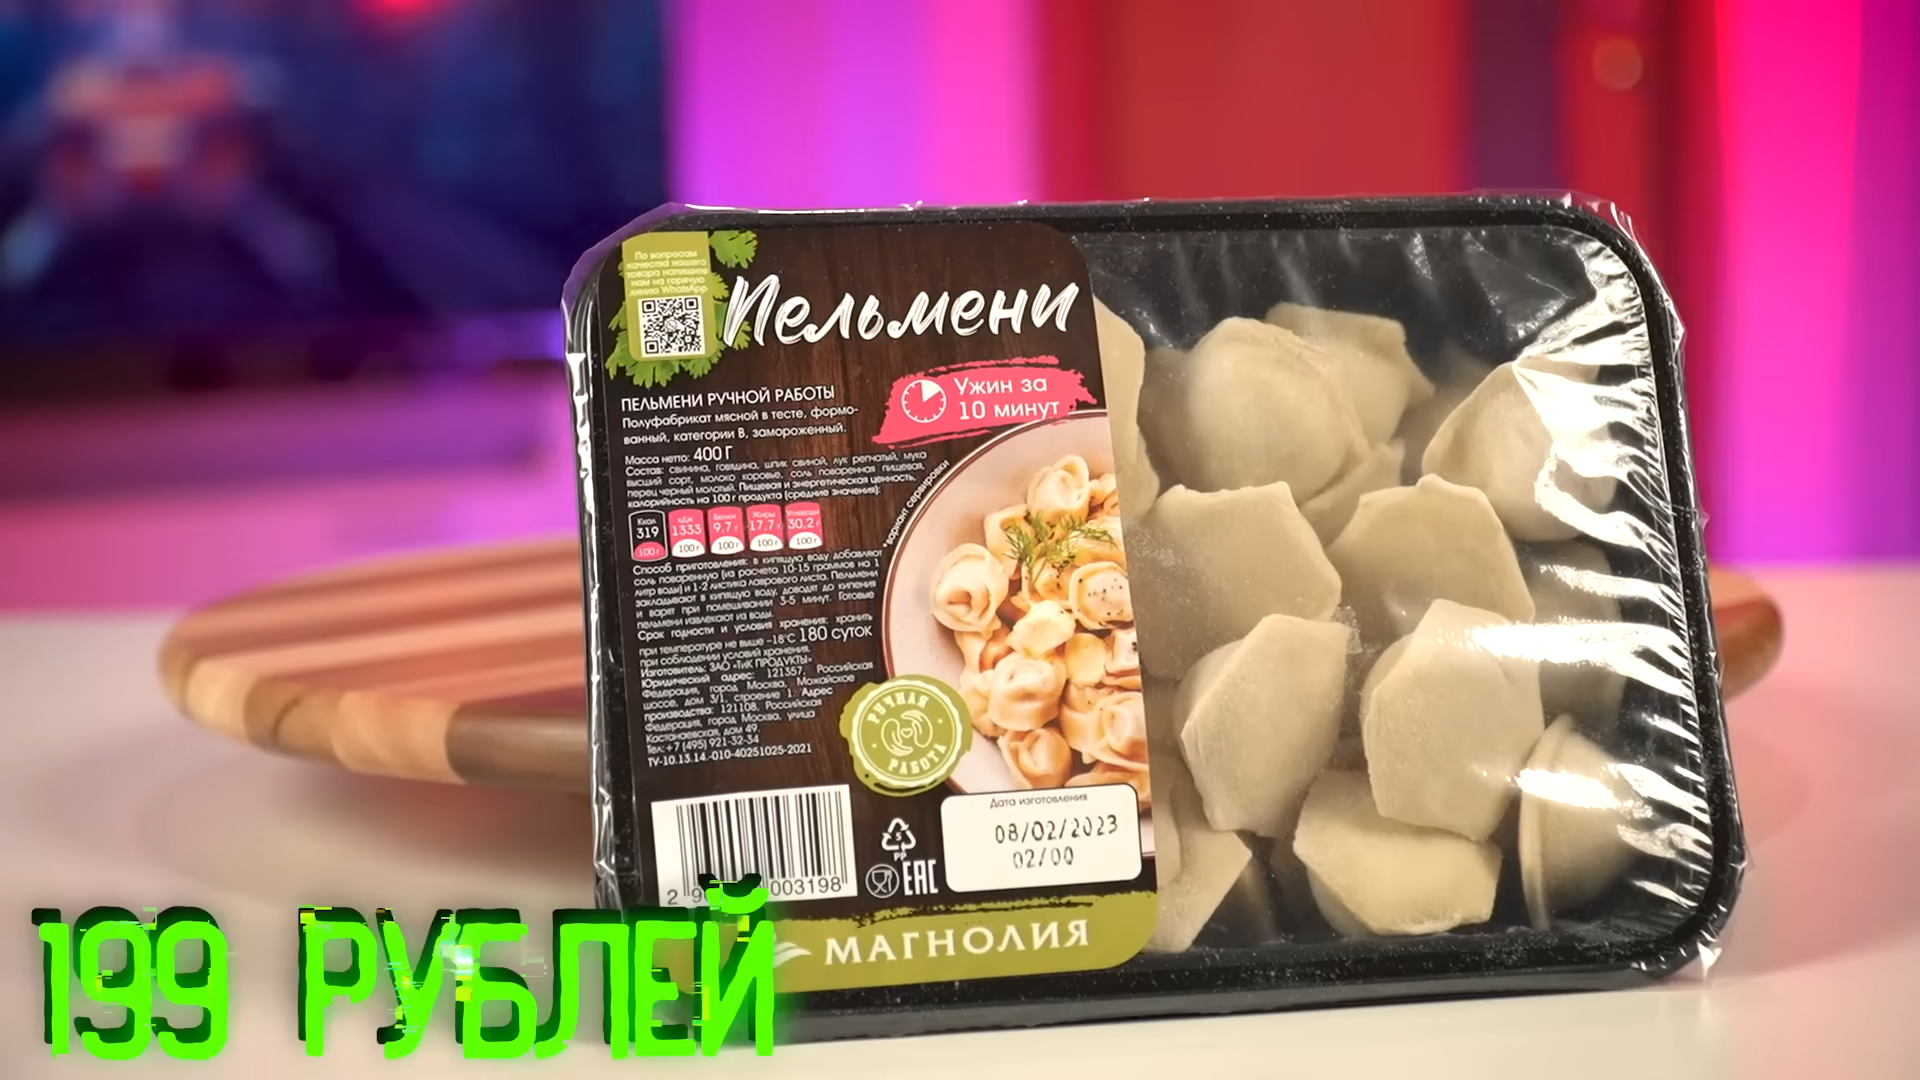 По вопросам
качества нашего
товара напишите
нам на горячую
линию WhatsApp
Пельмени
Ужин за
10 минут
ПЕЛЬМЕНИ РУЧНОЙ РАБОТЫ
Полуфабрикат мясной в тесте, формо-
ванный, категории В, замороженный.
Масса нетто: 400 Г
Состав: свинина, говядина, шпик свиной, лук репчатый, мука
высший сорт, молоко коровье, соль поваренная пищевая,
перец черный молотый. Пищевая и энергетическая ценность,
калорийность на 100 г продукта (средние значения):
Ккал кДж Белки Жиры Углеводы
319 1333 9,7 г 17,7 г 30,2 г
100 г 100 г 100 г 100 г 100 г
*вариант сервировки
Способ приготовления: в кипящую воду добавляют
соль поваренную (из расчета 10-15 граммов на 1
литр воды) и 1-2 листика лаврового листа. Пельмени
закладывают в кипящую воду, доводят до кипения
и варят при помешивании 3-5 минут. Готовые
пельмени извлекают из воды.
Срок годности и условия хранения: хранить
при температуре не выше –18°С 180 суток
при соблюдении условий хранения.
Изготовитель: ЗАО «ТиК ПРОДУКТЫ»
Юридический адрес: 121357, Российская
Федерация, город Москва, Можайское
шоссе, дом 3/1, строение 1. Адрес
производства: 121108, Российская
Федерация, город Москва, улица
Кастанаевская, дом 49.
Тел.:+7 (495) 921-32-34
ТУ-10.13.14.-010-40251025-2021
РУЧНАЯ
РАБОТА
Дата изготовления
08/02/2023
02/00
5
PP
EAC
003198
МАГНОЛИЯ
199 РУБЛЕЙ